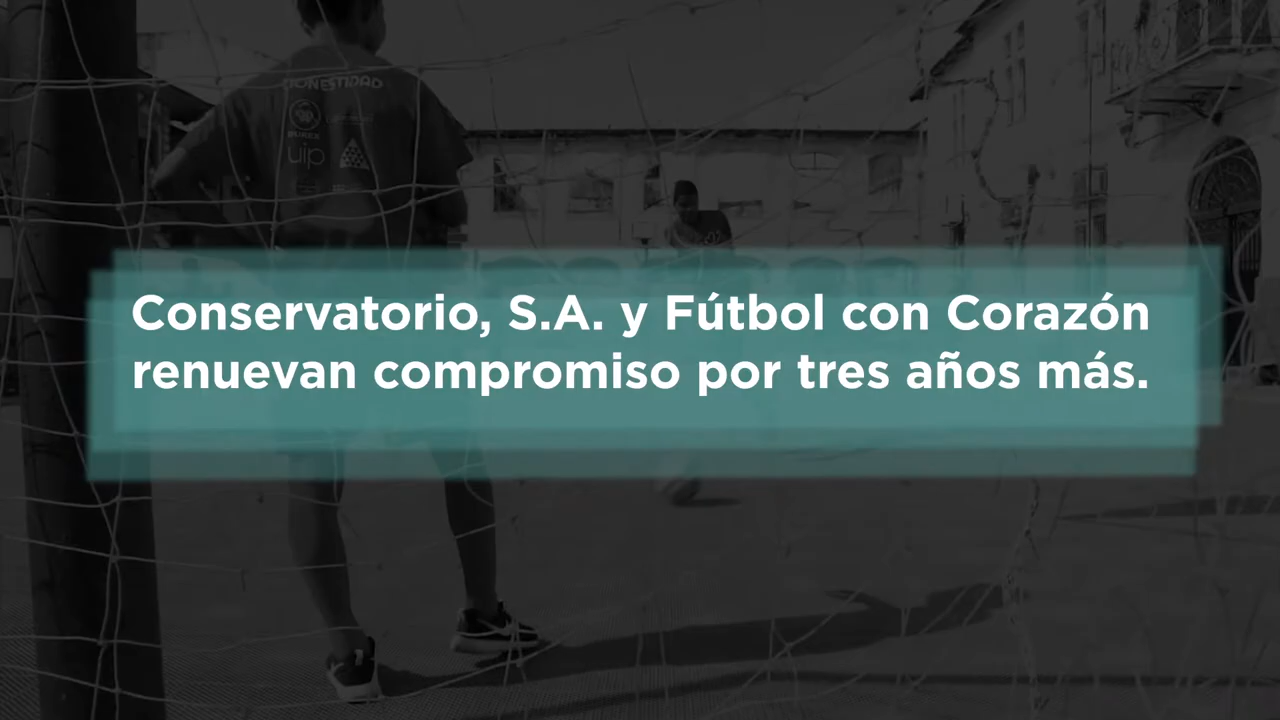 HONESTIDAD
uip
Conservatorio, S.A. y Fútbol con Corazón
renuevan compromiso por tres años más.